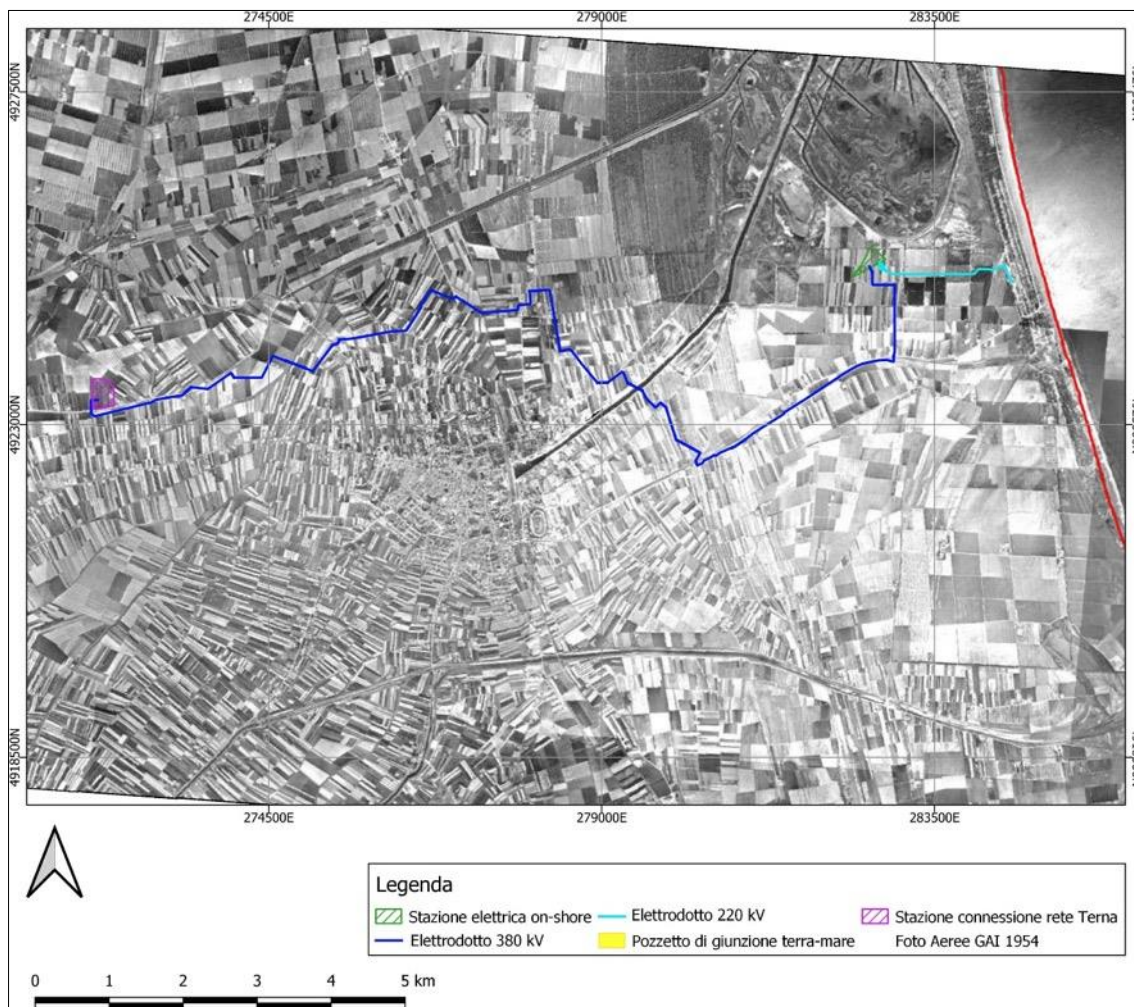 274500E 279000E 283500E
4927500N
4923000N
4918500N
274500E 279000E 283500E
Legenda
Stazione elettrica on-shore Elettrodotto 220 kV Stazione connessione rete Terna
Elettrodotto 380 kV Pozzetto di giunzione terra-mare Foto Aeree GAI 1954
0 1 2 3 4 5 km